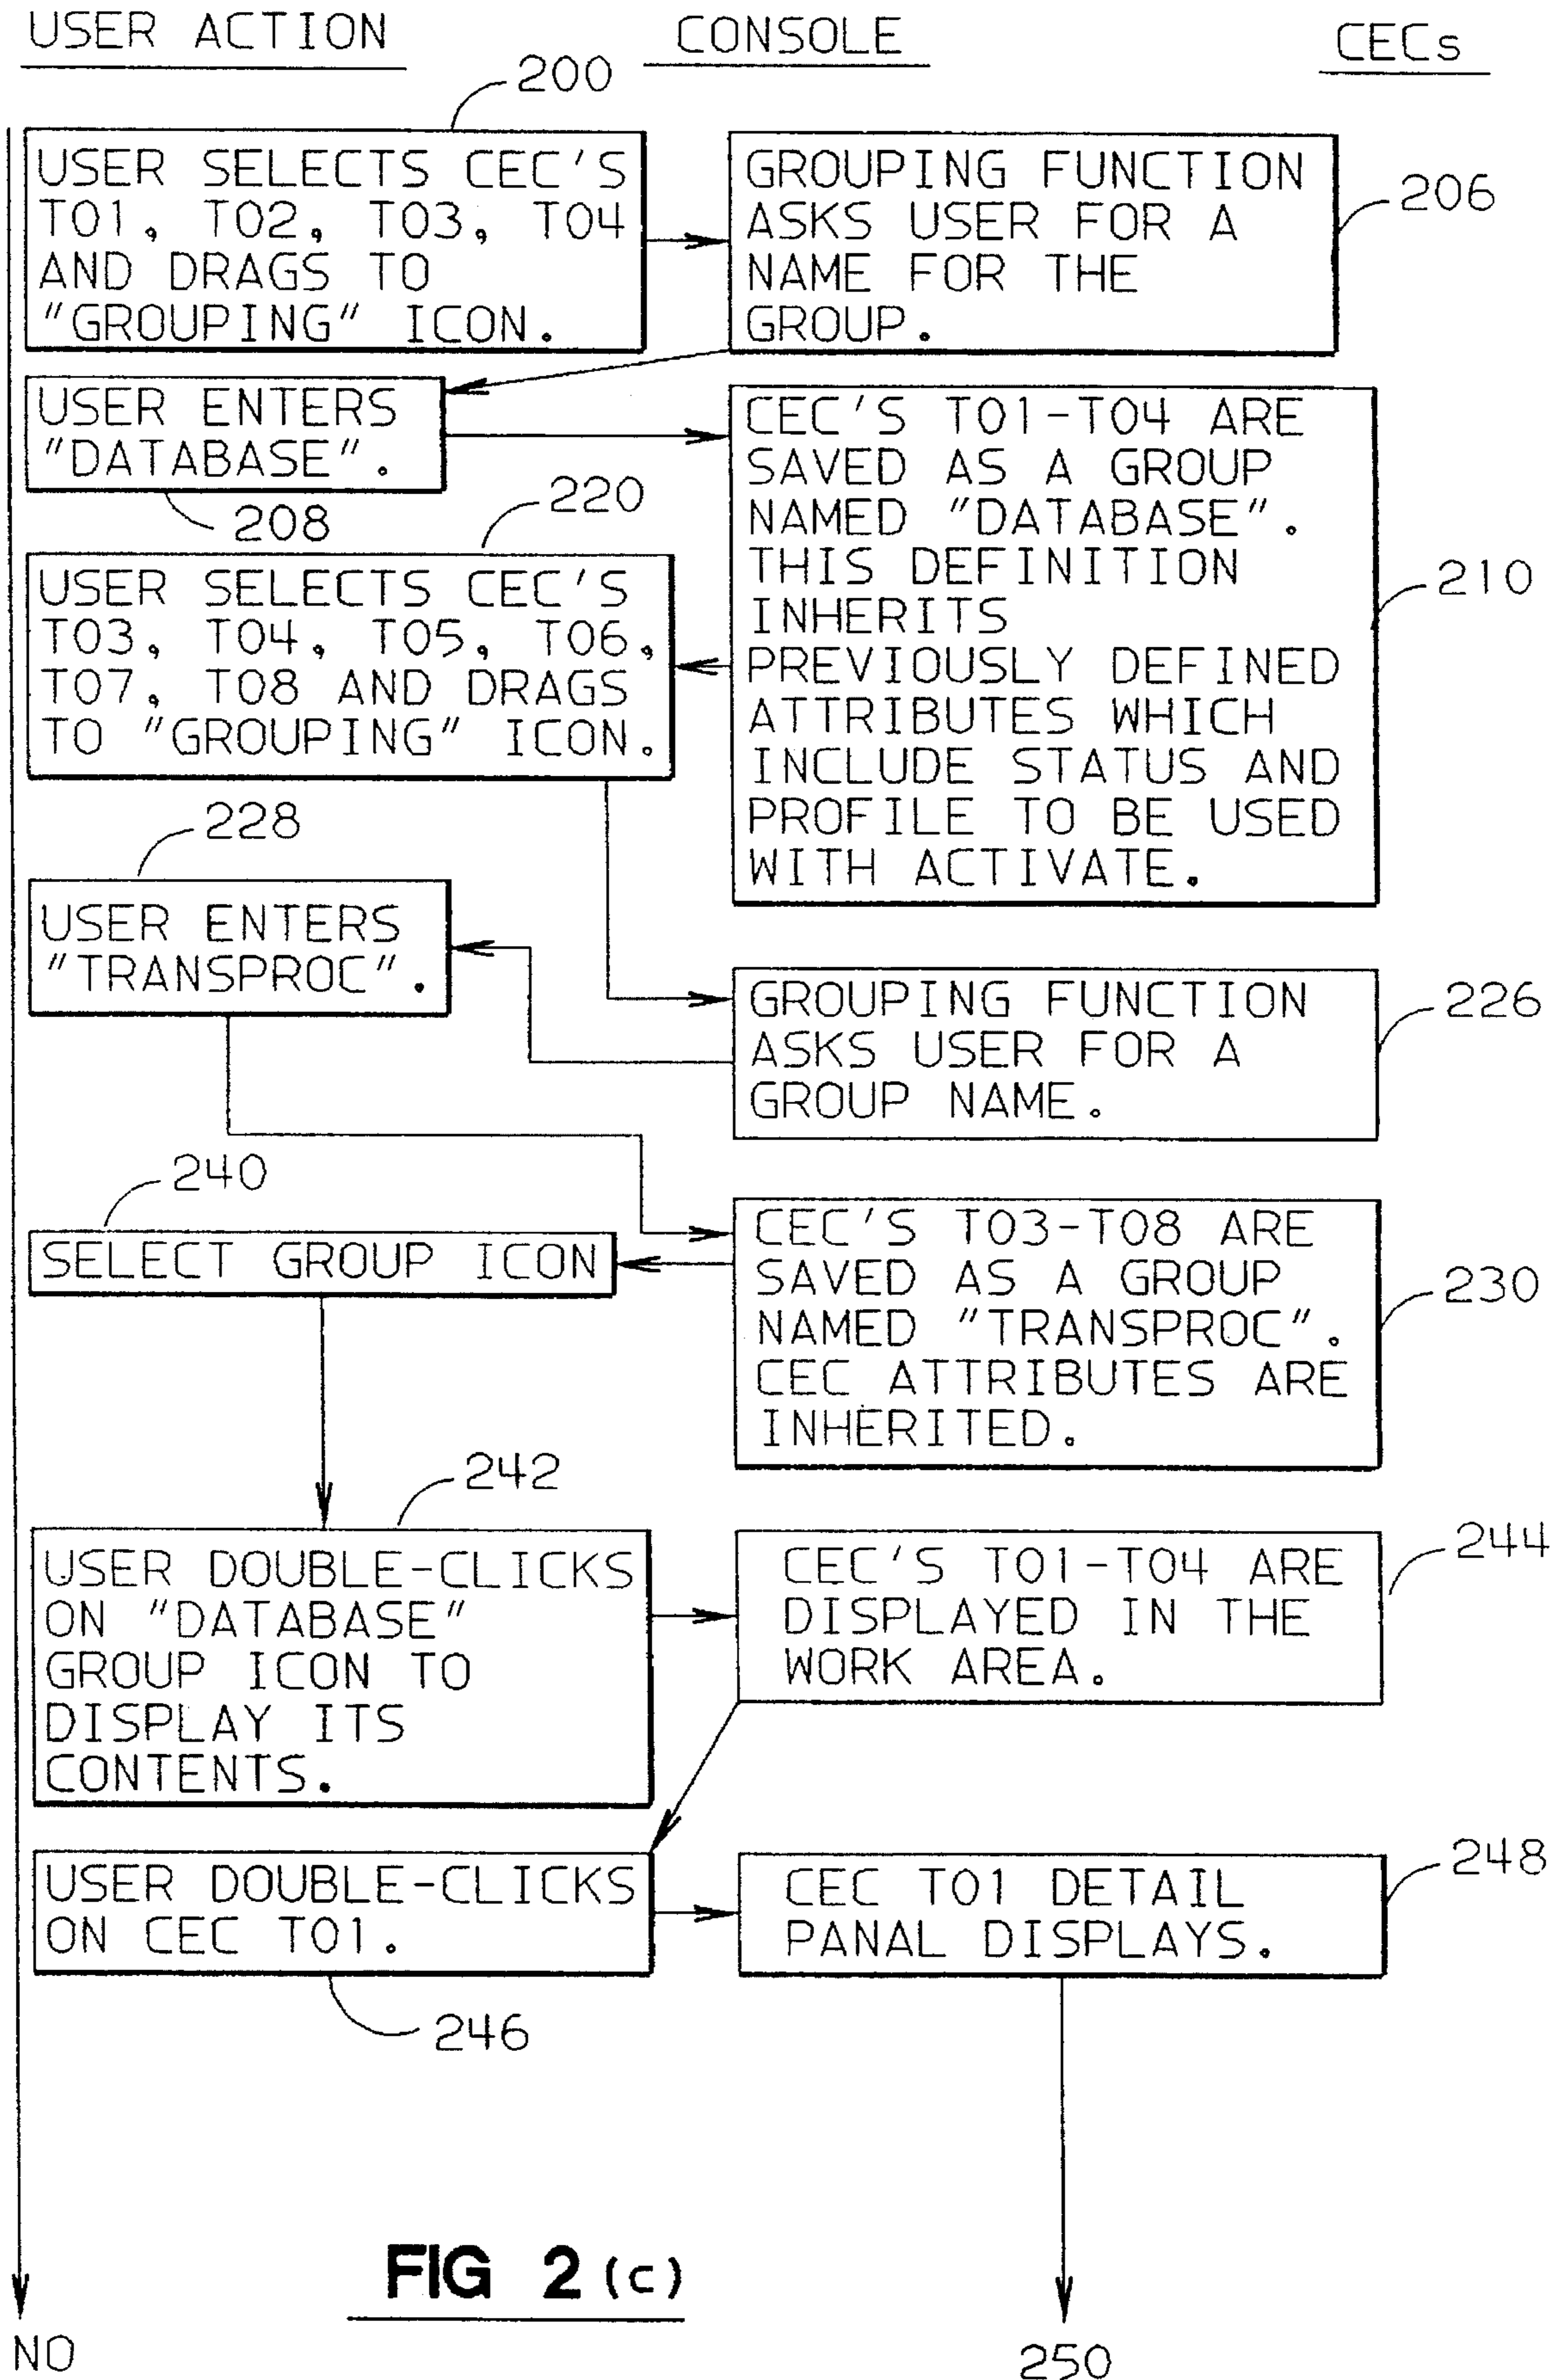 USER ACTION
CONSOLE
CECs
200
USER SELECTS CEC'S
T01, T02, T03, T04
AND DRAGS TO
"GROUPING" ICON.
GROUPING FUNCTION
ASKS USER FOR A
NAME FOR THE
GROUP.
206
USER ENTERS
"DATABASE".
208
CEC'S T01-T04 ARE
SAVED AS A GROUP
NAMED "DATABASE".
THIS DEFINITION
INHERITS
PREVIOUSLY DEFINED
ATTRIBUTES WHICH
INCLUDE STATUS AND
PROFILE TO BE USED
WITH ACTIVATE.
210
220
USER SELECTS CEC'S
T03, T04, T05, T06,
T07, T08 AND DRAGS
TO "GROUPING" ICON.
228
USER ENTERS
"TRANSPROC".
GROUPING FUNCTION
ASKS USER FOR A
GROUP NAME.
226
240
SELECT GROUP ICON
CEC'S T03-T08 ARE
SAVED AS A GROUP
NAMED "TRANSPROC".
CEC ATTRIBUTES ARE
INHERITED.
230
242
USER DOUBLE-CLICKS
ON "DATABASE"
GROUP ICON TO
DISPLAY ITS
CONTENTS.
CEC'S T01-T04 ARE
DISPLAYED IN THE
WORK AREA.
244
USER DOUBLE-CLICKS
ON CEC T01.
246
CEC T01 DETAIL
PANAL DISPLAYS.
248
FIG 2 (c)
NO
250